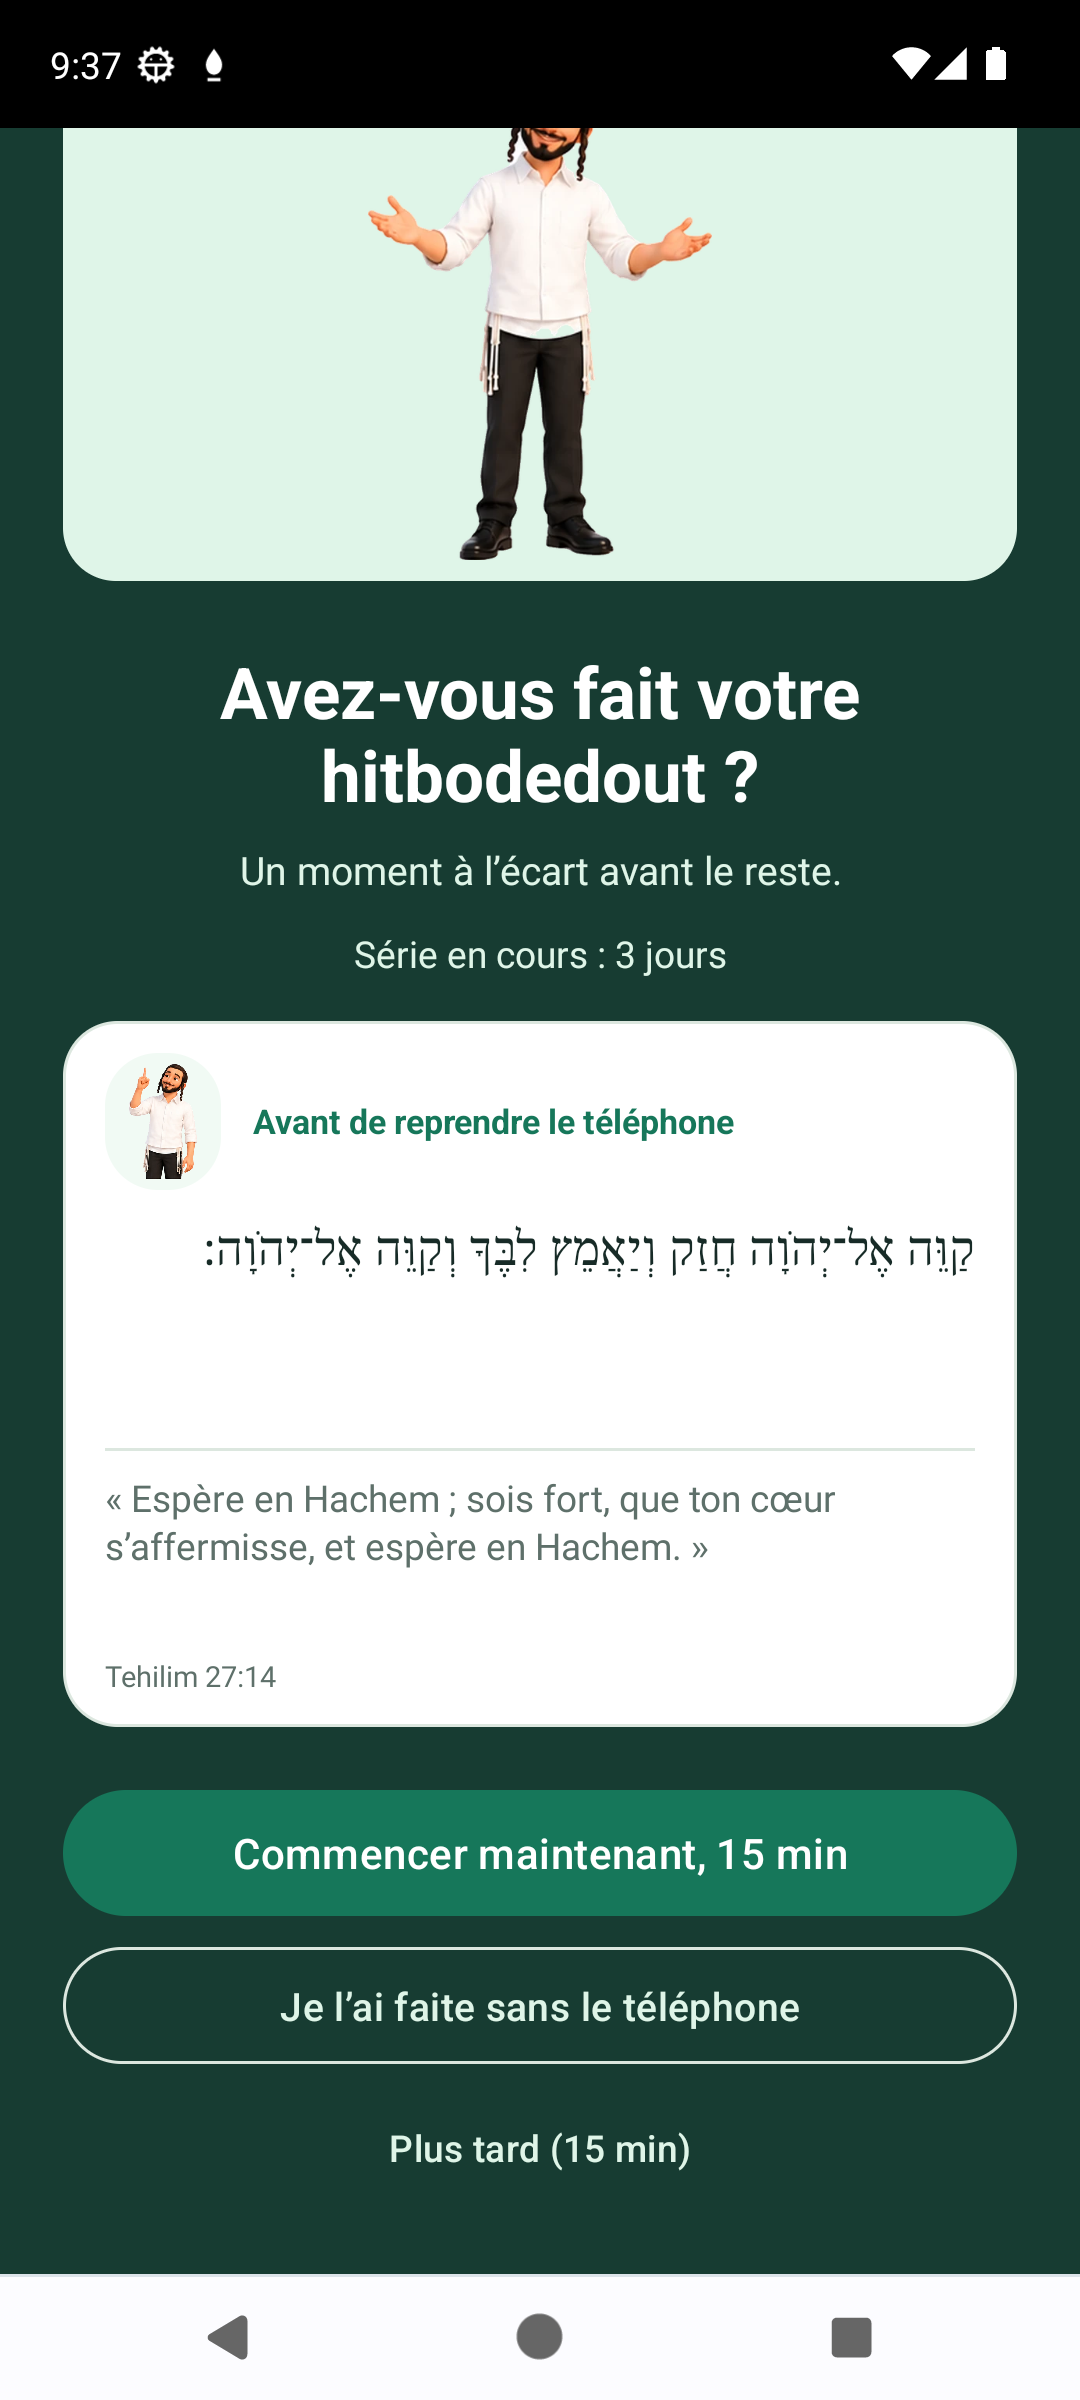 9:37
Avez-vous fait votre
hitbodedout ?
Un moment à l’écart avant le reste.
Série en cours : 3 jours
Avant de reprendre le téléphone
קַוֵּה אֶל־יְהֹוָה חֲזַק וְיַאֲמֵץ לִבֶּךָ וְקַוֵּה אֶל־יְהֹוָה׃
« Espère en Hachem ; sois fort, que ton cœur
s’affermisse, et espère en Hachem. »
Tehilim 27:14
Commencer maintenant, 15 min
Je l’ai faite sans le téléphone
Plus tard (15 min)